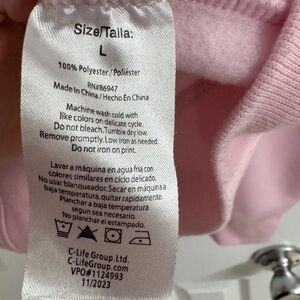 Size/Talla:
L
100% Polyester / Poliéster
RN#86947
Made In China / Hecho En China
Machine wash cold with
like colors on delicate cycle.
Do not bleach. Tumble dry low.
Remove promptly. Low iron as needed.
Do not iron on print.
Lavar a máquina en agua fria con
colores similares en ciclo delicado.
No usar blanqueador. Secar en máquina a
baja temperatura, quitar rápidamente.
Planchar a baja temperatura
según sea necesario.
No planchar el estampado.
C-Life Group, Ltd.
C-LifeGroup.com
VPO#1124993
11/2023